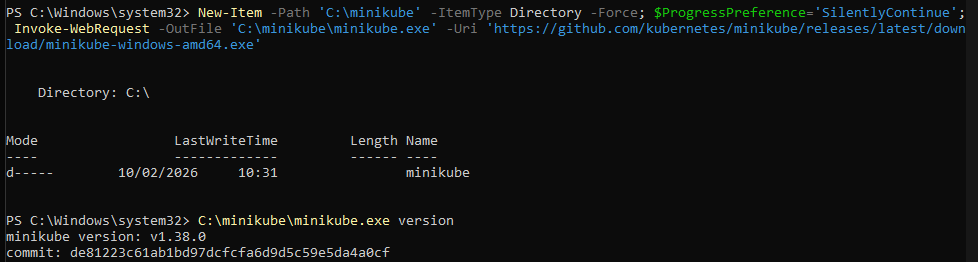 PS C:\Windows\system32> New-Item -Path 'C:\minikube' -ItemType Directory -Force; $ProgressPreference='SilentlyContinue';
 Invoke-WebRequest -OutFile 'C:\minikube\minikube.exe' -Uri 'https://github.com/kubernetes/minikube/releases/latest/down
load/minikube-windows-amd64.exe'
    Directory: C:\
Mode                 LastWriteTime         Length Name
----                 -------------         ------ ----
d-----        10/02/2026     10:31                minikube
PS C:\Windows\system32> C:\minikube\minikube.exe version
minikube version: v1.38.0
commit: de81223c61ab1bd97dcfcfa6d9d5c59e5da4a0cf